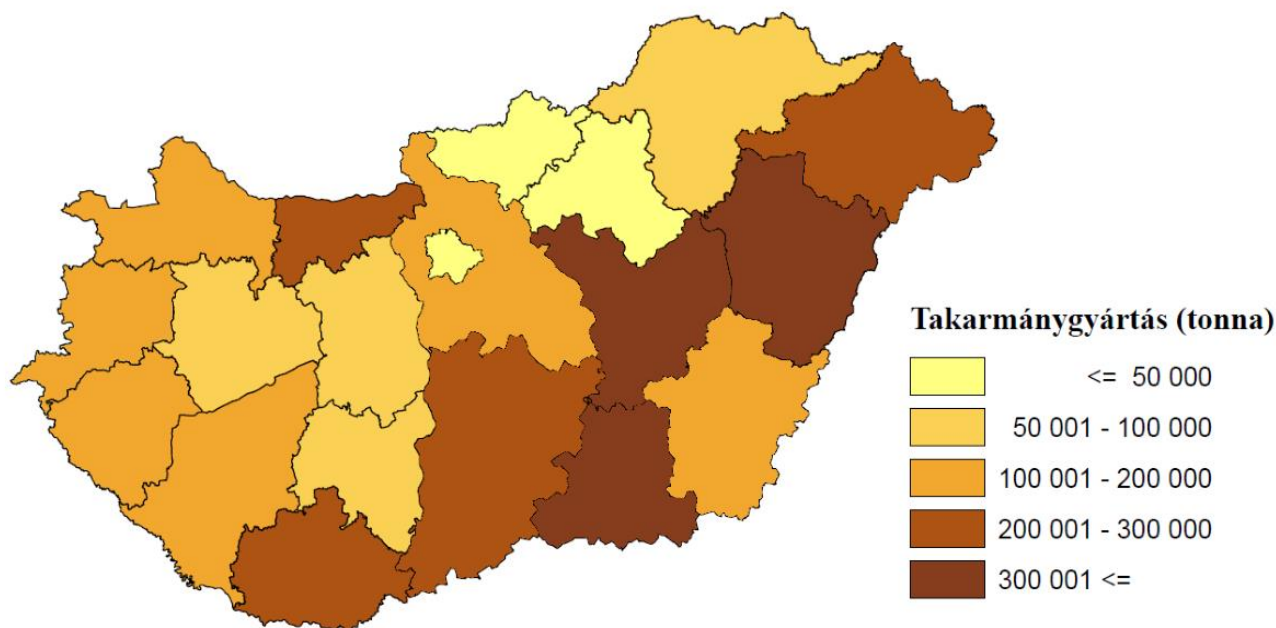 Takarmánygyártás (tonna)
<= 50 000
50 001 - 100 000
100 001 - 200 000
200 001 - 300 000
300 001 <=